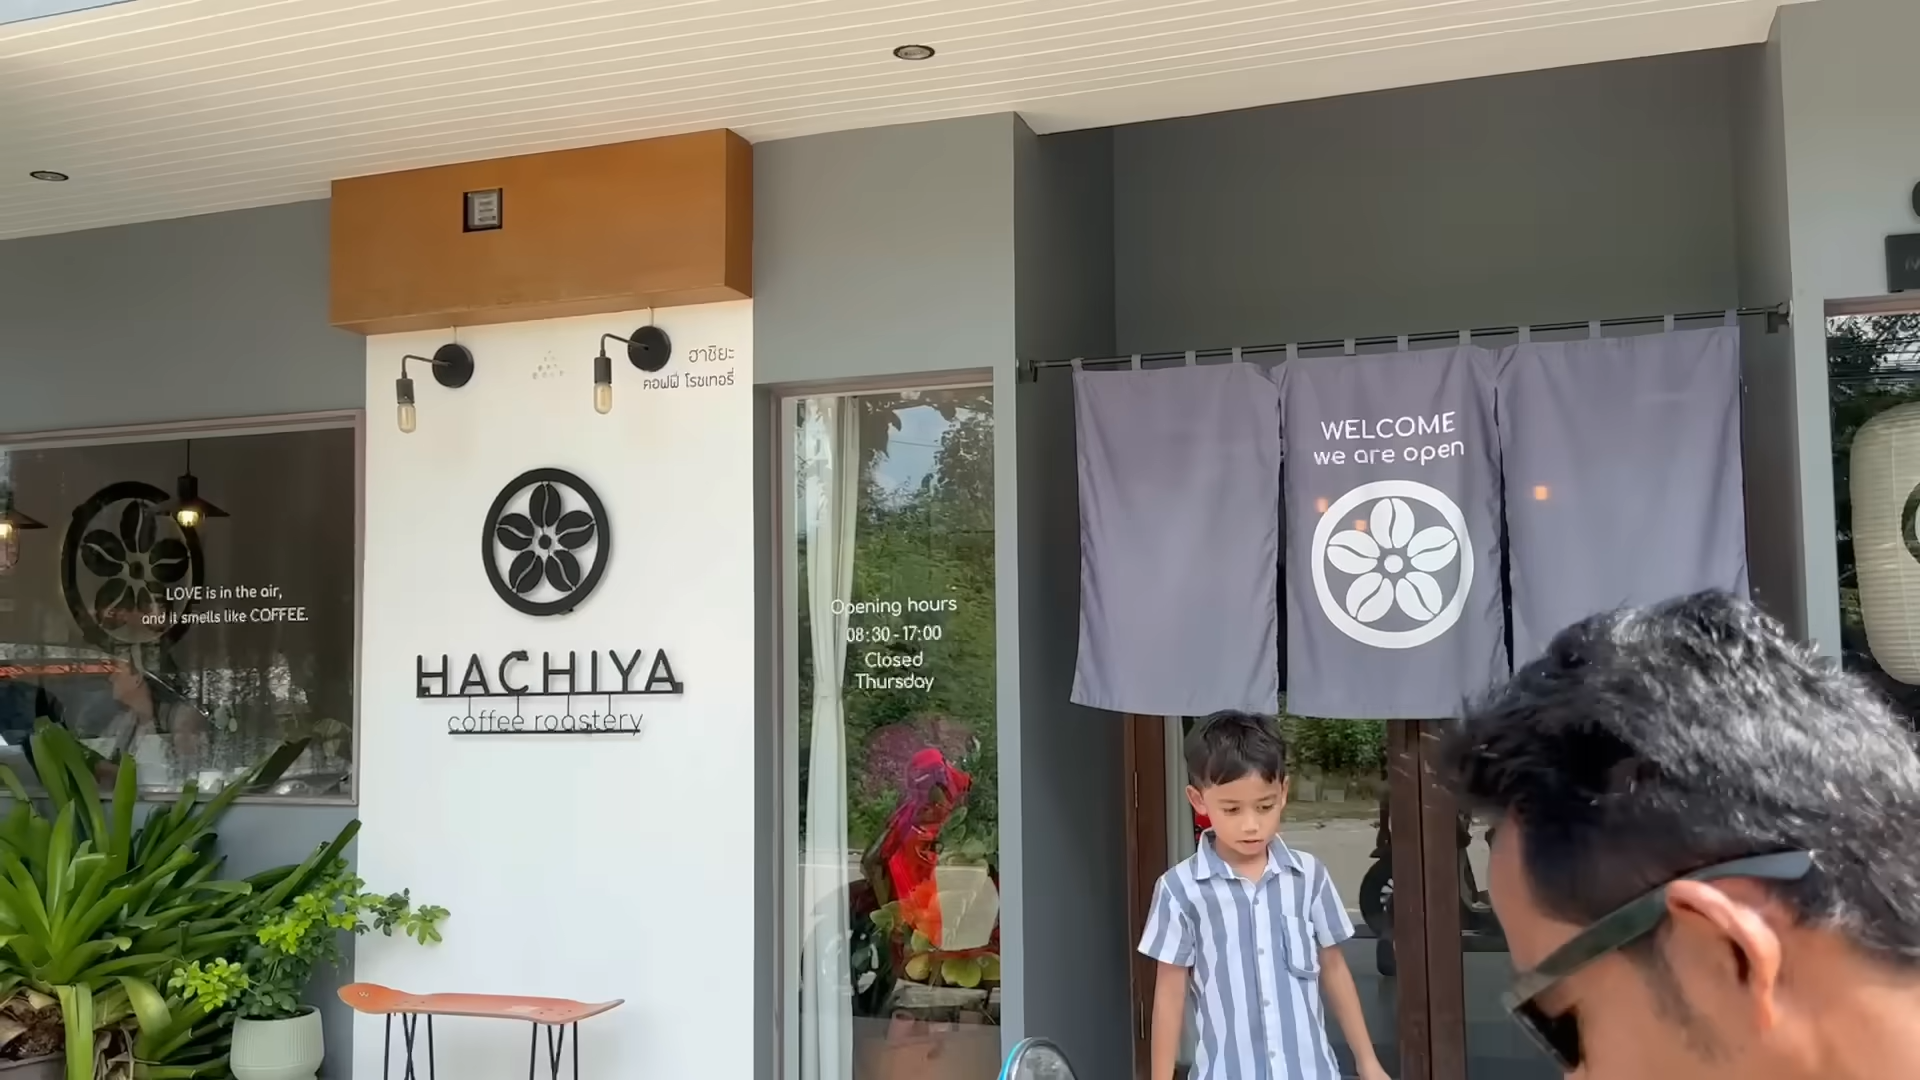 ฮาชิยะ
คอฟฟี่ โรซเทอรี่
LOVE is in the air,
and it smells like COFFEE.
HACHIYA
coffee roastery
Opening hours
08:30 - 17:00
Closed
Thursday
WELCOME
we are open